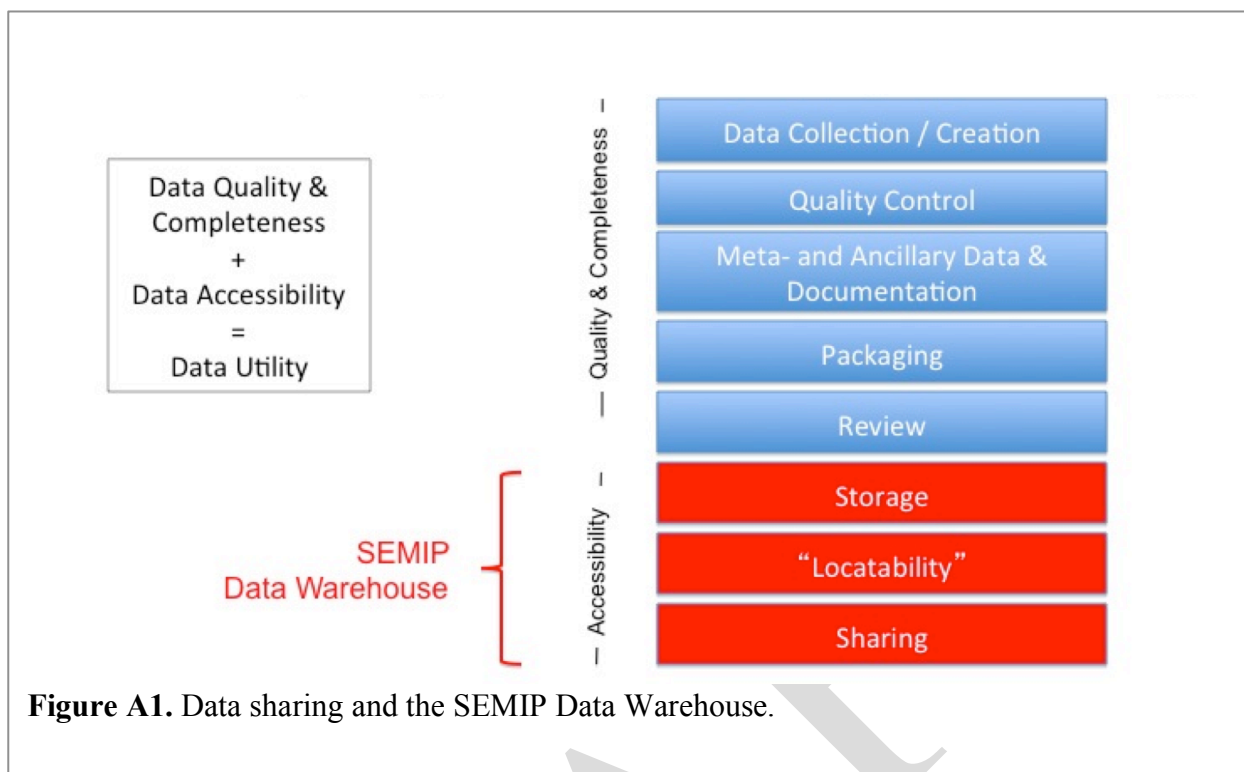 Data Quality &
Completeness
+
Data Accessibility
=
Data Utility
— Quality & Completeness —
Data Collection / Creation
Quality Control
Meta- and Ancillary Data &
Documentation
Packaging
Review
SEMIP
Data Warehouse
— Accessibility —
Storage
“Locatability”
Sharing
Figure A1. Data sharing and the SEMIP Data Warehouse.